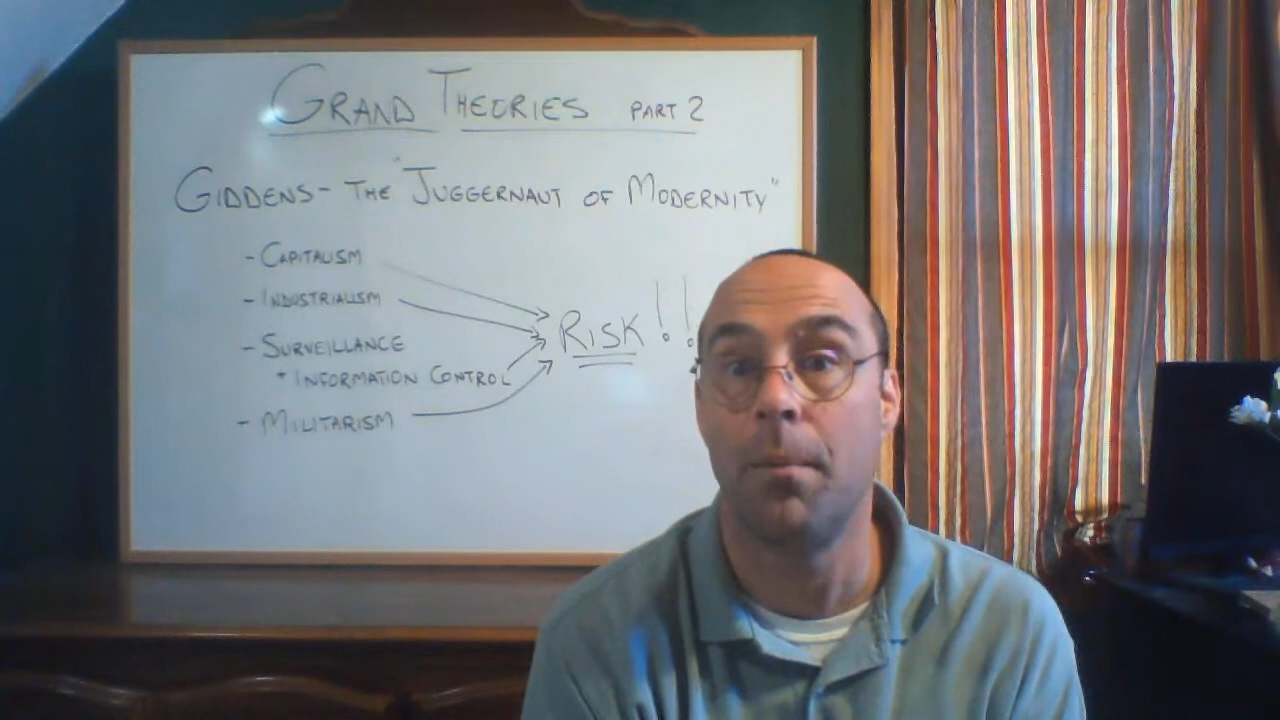 GRAND THEORIES PART 2
GIDDENS - THE "JUGGERNAUT OF MODERNITY"
- CAPITALISM
- INDUSTRIALISM
RISK!!
- SURVEILLANCE
+ INFORMATION CONTROL
- MILITARISM